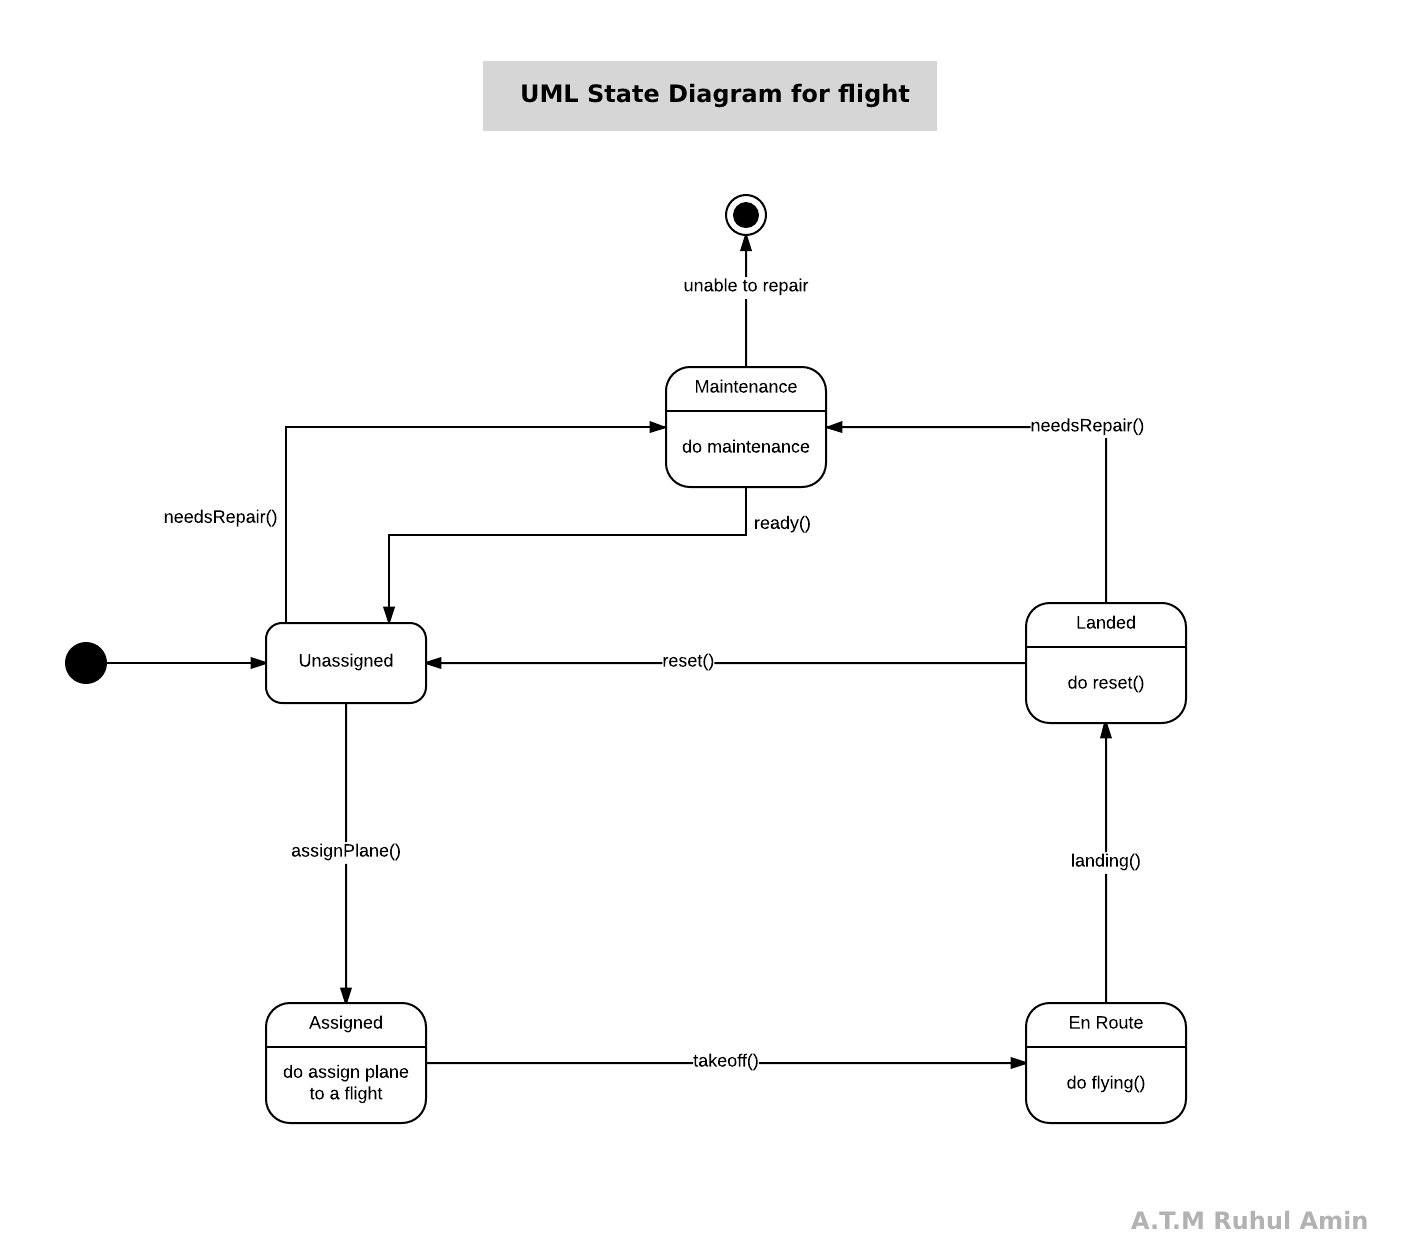 UML State Diagram for flight
unable to repair
Maintenance
do maintenance
needsRepair()
needsRepair()
ready()
Landed
do reset()
Unassigned
reset()
assignPlane()
landing()
Assigned
do assign plane
to a flight
takeoff()
En Route
do flying()
A.T.M Ruhul Amin